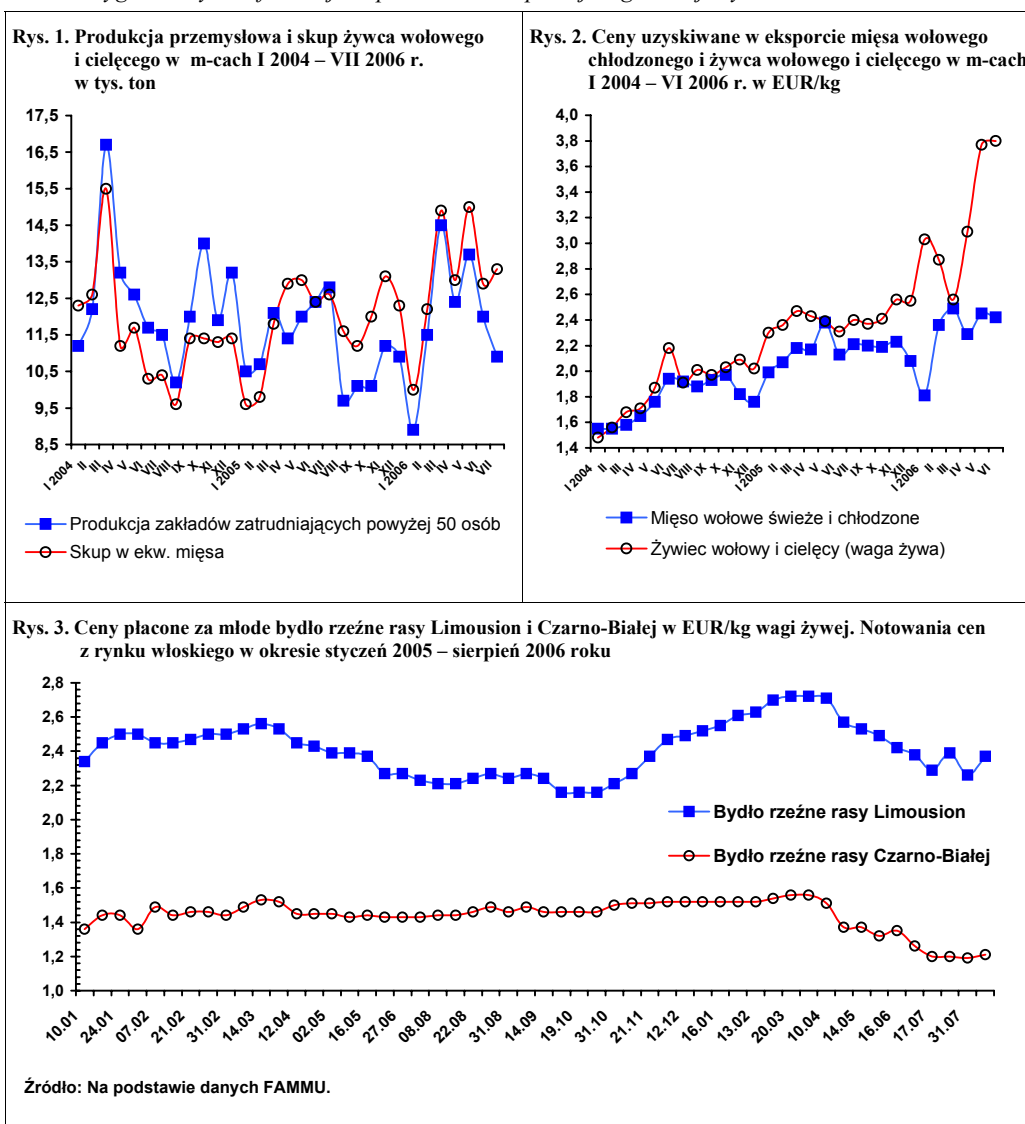 Rys. 1. Produkcja przemysłowa i skup żywca wołowego
i cielęcego w m-cach I 2004 – VII 2006 r.
w tys. ton
17,5
16,5
15,5
14,5
13,5
12,5
11,5
10,5
9,5
8,5
I 2004 II III IV V VI VII VIII IX X XI XII I 2005 II III IV V VI VII VIII IX X XI XII I 2006 II III IV V VI VII
Produkcja zakładów zatrudniających powyżej 50 osób
Skup w ekw. mięsa
Rys. 2. Ceny uzyskiwane w eksporcie mięsa wołowego
chłodzonego i żywca wołowego i cielęcego w m-cach
I 2004 – VI 2006 r. w EUR/kg
4,0
3,8
3,6
3,4
3,2
3,0
2,8
2,6
2,4
2,2
2,0
1,8
1,6
1,4
I 2004 II III IV V VI VII VIII IX X XI XII I 2005 II III IV V VI VII VIII IX X XI XII I 2006 II III IV V VI
Mięso wołowe świeże i chłodzone
Żywiec wołowy i cielęcy (waga żywa)
Rys. 3. Ceny płacone za młode bydło rzeźne rasy Limousion i Czarno-Białej w EUR/kg wagi żywej. Notowania cen
z rynku włoskiego w okresie styczeń 2005 – sierpień 2006 roku
2,8
2,6
2,4
2,2
2,0
1,8
1,6
1,4
1,2
1,0
Bydło rzeźne rasy Limousion
Bydło rzeźne rasy Czarno-Białej
10.01 24.01 07.02 21.02 31.02 14.03 12.04 02.05 16.05 27.06 08.08 22.08 31.08 14.09 19.10 31.10 21.11 12.12 16.01 13.02 20.03 10.04 14.05 16.06 17.07 31.07
Źródło: Na podstawie danych FAMMU.